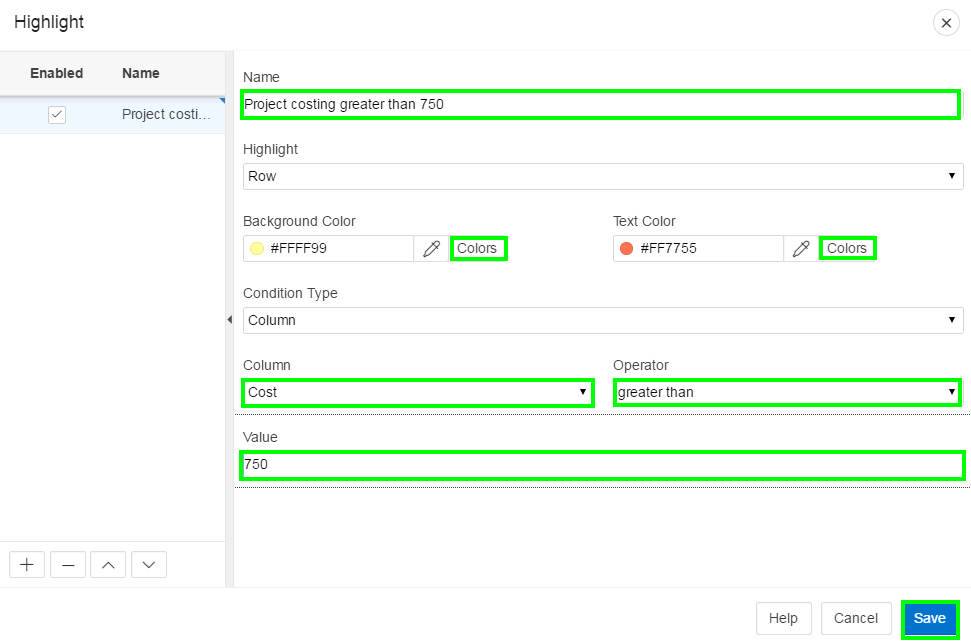 Highlight
Enabled Name
Project costi...
Name
Project costing greater than 750
Highlight
Row
Background Color Text Color
#FFFF99 Colors #FF7755 Colors
Condition Type
Column
Column Operator
Cost greater than
Value
750
Help Cancel Save